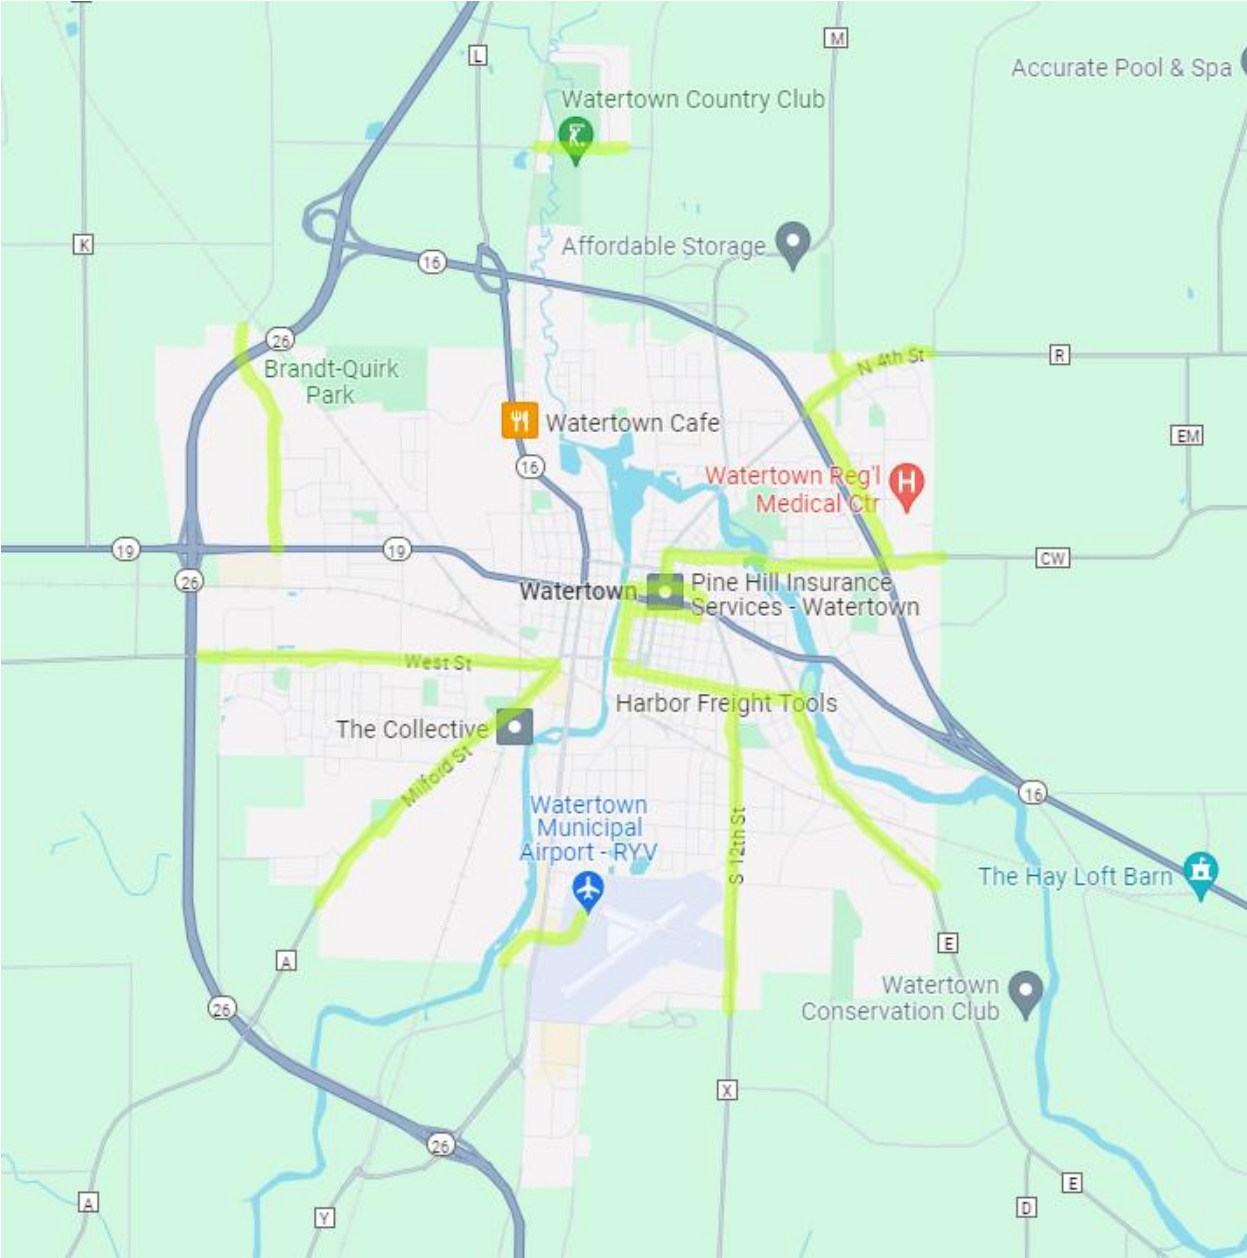 L
M
Accurate Pool & Spa
Watertown Country Club
K
Affordable Storage
16
26
Brandt-Quirk
Park
N 4th St
R
Watertown Cafe
EM
16
Watertown Reg'l
Medical Ctr
19
19
CW
26
Watertown
Pine Hill Insurance
Services - Watertown
West St
Harbor Freight Tools
The Collective
Milford St
16
Watertown
Municipal
Airport - RYV
S 12th St
The Hay Loft Barn
E
A
Watertown
Conservation Club
26
X
26
E
A
Y
D